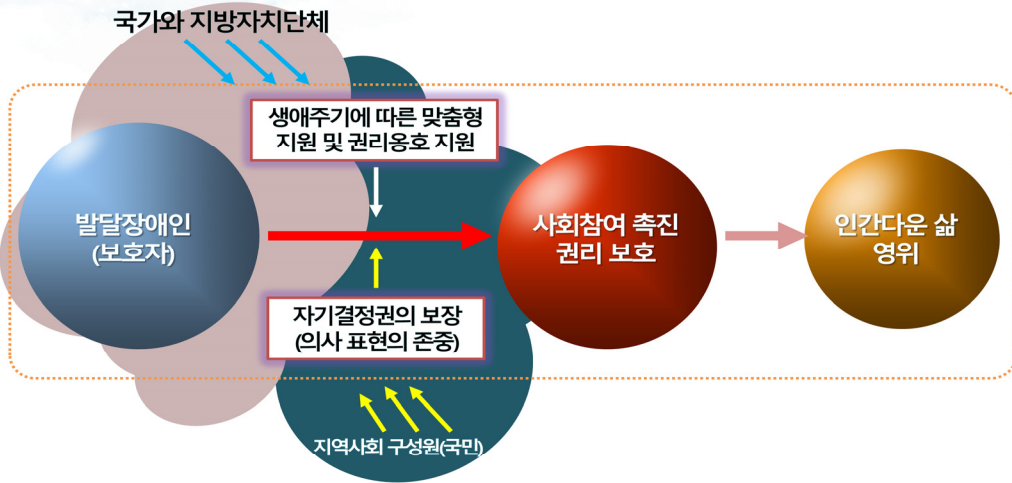 국가와 지방자치단체
생애주기에 따른 맞춤형
지원 및 권리옹호 지원
발달장애인
(보호자)
사회참여 촉진
권리 보호
인간다운 삶
영위
자기결정권의 보장
(의사 표현의 존중)
지역사회 구성원(국민)